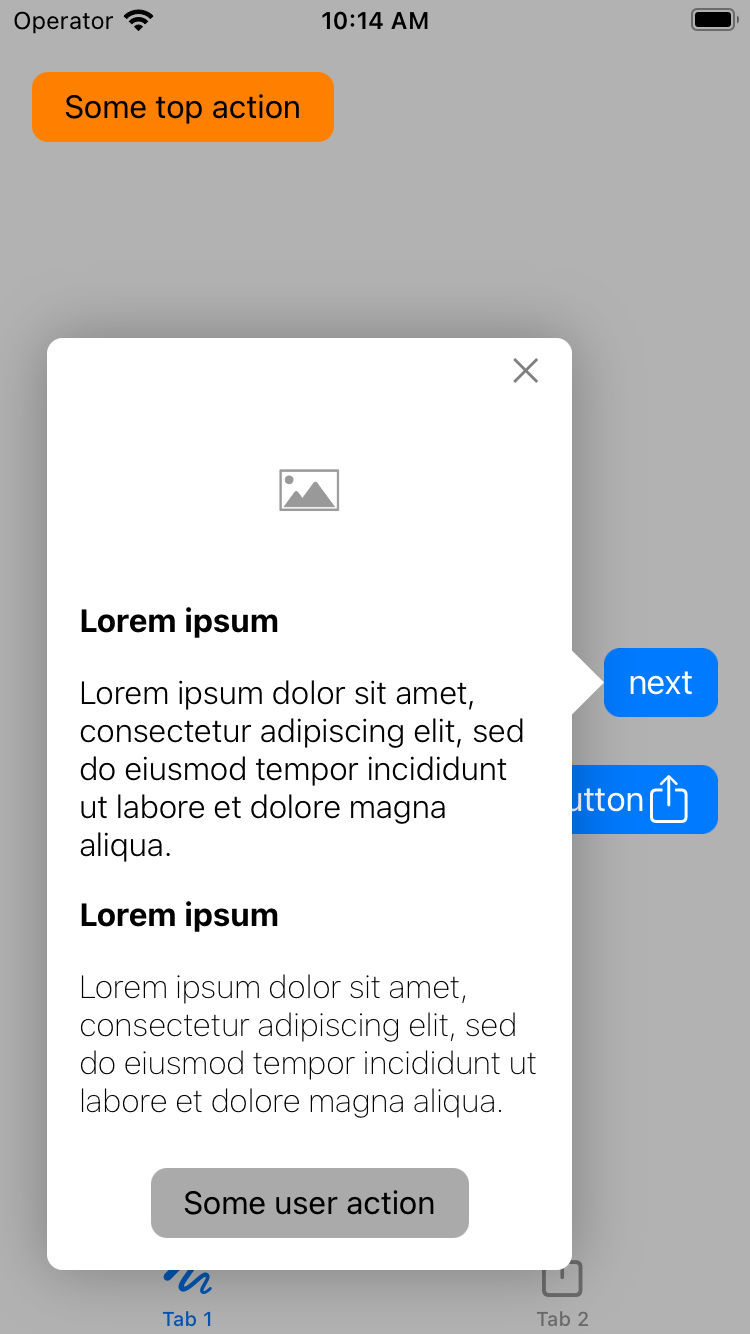 Operator
10:14 AM
Some top action
Lorem ipsum
Lorem ipsum dolor sit amet,
consectetur adipiscing elit, sed
do eiusmod tempor incididunt
ut labore et dolore magna
aliqua.
next
utton
Lorem ipsum
Lorem ipsum dolor sit amet,
consectetur adipiscing elit, sed
do eiusmod tempor incididunt ut
labore et dolore magna aliqua.
Some user action
Tab 1
Tab 2